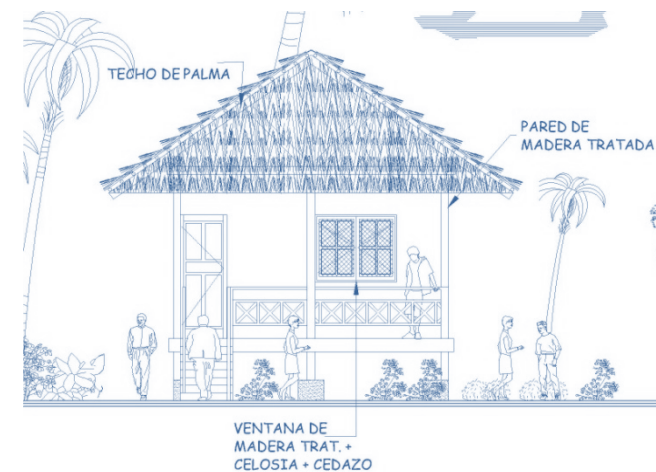 TECHO DE PALMA
PARED DE
MADERA TRATADA
VENTANA DE
MADERA TRAT. +
CELOSIA + CEDAZO